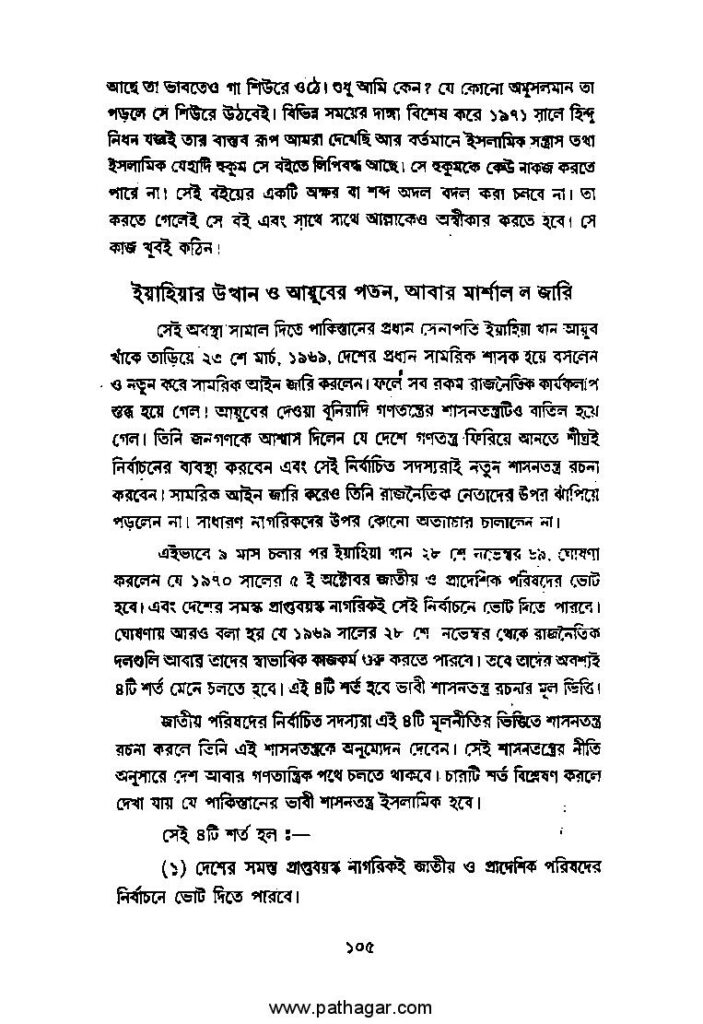 আছে তা ভাবতেও গা শিউরে ওঠে। শুধু আমি কেন? যে কোনো অমুসলমান তা
পড়লে সে শিউরে উঠবেই। বিভিন্ন সময়ের দাঙ্গা বিশেষ করে ১৯৭১ সালে হিন্দু
নিধন যজ্ঞই তার বাস্তব রূপ আমরা দেখেছি আর বর্তমানে ইসলামিক সন্ত্রাস তথা
ইসলামিক যেহাদি হুকুম সে বইতে লিপিবদ্ধ আছে। সে হুকুমকে কেউ নাকজ করতে
পারে না। সেই বইয়ের একটি অক্ষর বা শব্দ অদল বদল করা চলবে না। তা
করতে গেলেই সে বই এবং সাথে সাথে আল্লাকেও অস্বীকার করতে হবে। সে
কাজ খুবই কঠিন।
ইয়াহিয়ার উত্থান ও আয়ুবের পতন, আবার মার্শাল ল জারি
সেই অবস্থা সামাল দিতে পাকিস্তানের প্রধান সেনাপতি ইয়াহিয়া খান আয়ুব
খাঁকে তাড়িয়ে ২৩ শে মার্চ, ১৯৬৯, দেশের প্রধান সামরিক শাসক হয়ে বসলেন
ও নতুন করে সামরিক আইন জারি করলেন। ফলে সব রকম রাজনৈতিক কার্যকলাপ
স্তব্ধ হয়ে গেল। আয়ুবের দেওয়া বুনিয়াদি গণতন্ত্রের শাসনতন্ত্রটিও বাতিল হয়ে
গেল। তিনি জনগণকে আশ্বাস দিলেন যে দেশে গণতন্ত্র ফিরিয়ে আনতে শীঘ্রই
নির্বাচনের ব্যবস্থা করবেন এবং সেই নির্বাচিত সদস্যরাই নতুন শাসনতন্ত্র রচনা
করবেন। সামরিক আইন জারি করেও তিনি রাজনৈতিক নেতাদের উপর ঝাঁপিয়ে
পড়লেন না। সাধারণ নাগরিকদের উপর কোনো অত্যাচার চালালেন না।
এইভাবে ৯ মাস চলার পর ইয়াহিয়া খান ২৮ শে নভেম্বর ৬৯, ঘোষণা
করলেন যে ১৯৭০ সালের ৫ ই অক্টোবর জাতীয় ও প্রাদেশিক পরিষদের ভোট
হবে। এবং দেশের সমস্ত প্রাপ্তবয়স্ক নাগরিকই সেই নির্বাচনে ভোট দিতে পারবে।
ঘোষণায় আরও বলা হয় যে ১৯৬৯ সালের ২৮ শে নভেম্বর থেকে রাজনৈতিক
দলগুলি আবার তাদের স্বাভাবিক কাজকর্ম শুরু করতে পারবে। তবে তাদের অবশ্যই
৪টি শর্ত মেনে চলতে হবে। এই ৪টি শর্ত হবে ভাবী শাসনতন্ত্র রচনার মূল ভিত্তি।
জাতীয় পরিষদের নির্বাচিত সদস্যরা এই ৪টি মূলনীতির ভিত্তিতে শাসনতন্ত্র
রচনা করলে তিনি এই শাসনতন্ত্রকে অনুমোদন দেবেন। সেই শাসনতন্ত্রের নীতি
অনুসারে দেশ আবার গণতান্ত্রিক পথে চলতে থাকবে। চারাটি শর্ত বিশ্লেষণ করলে
দেখা যায় যে পাকিস্তানের ভাবী শাসনতন্ত্র ইসলামিক হবে।
সেই ৪টি শর্ত হল ঃ—
(১) দেশের সমস্ত প্রাপ্তবয়স্ক নাগরিকই জাতীয় ও প্রাদেশিক পরিষদের
নির্বাচনে ভোট দিতে পারবে।
১০৫
www.pathagar.com